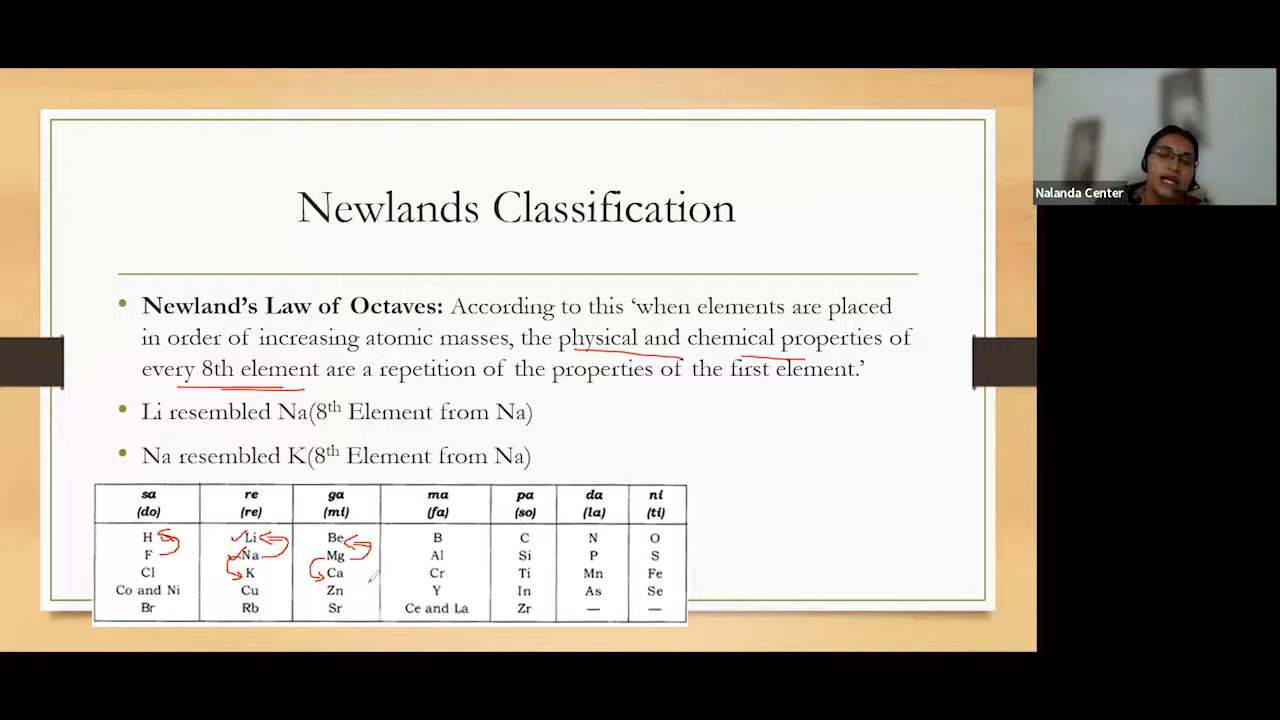 Newlands Classification
Nalanda Center
• Newland’s Law of Octaves: According to this ‘when elements are placed
in order of increasing atomic masses, the physical and chemical properties of
every 8th element are a repetition of the properties of the first element.’
• Li resembled Na(8th Element from Na)
• Na resembled K(8th Element from Na)
sa re ga ma pa da ni
(do) (re) (mi) (fa) (so) (la) (ti)
H Li Be B C N O
F Na Mg Al Si P S
Cl K Ca Cr Ti Mn Fe
Co and Ni Cu Zn Y In As Se
Br Rb Sr Ce and La Zr — —